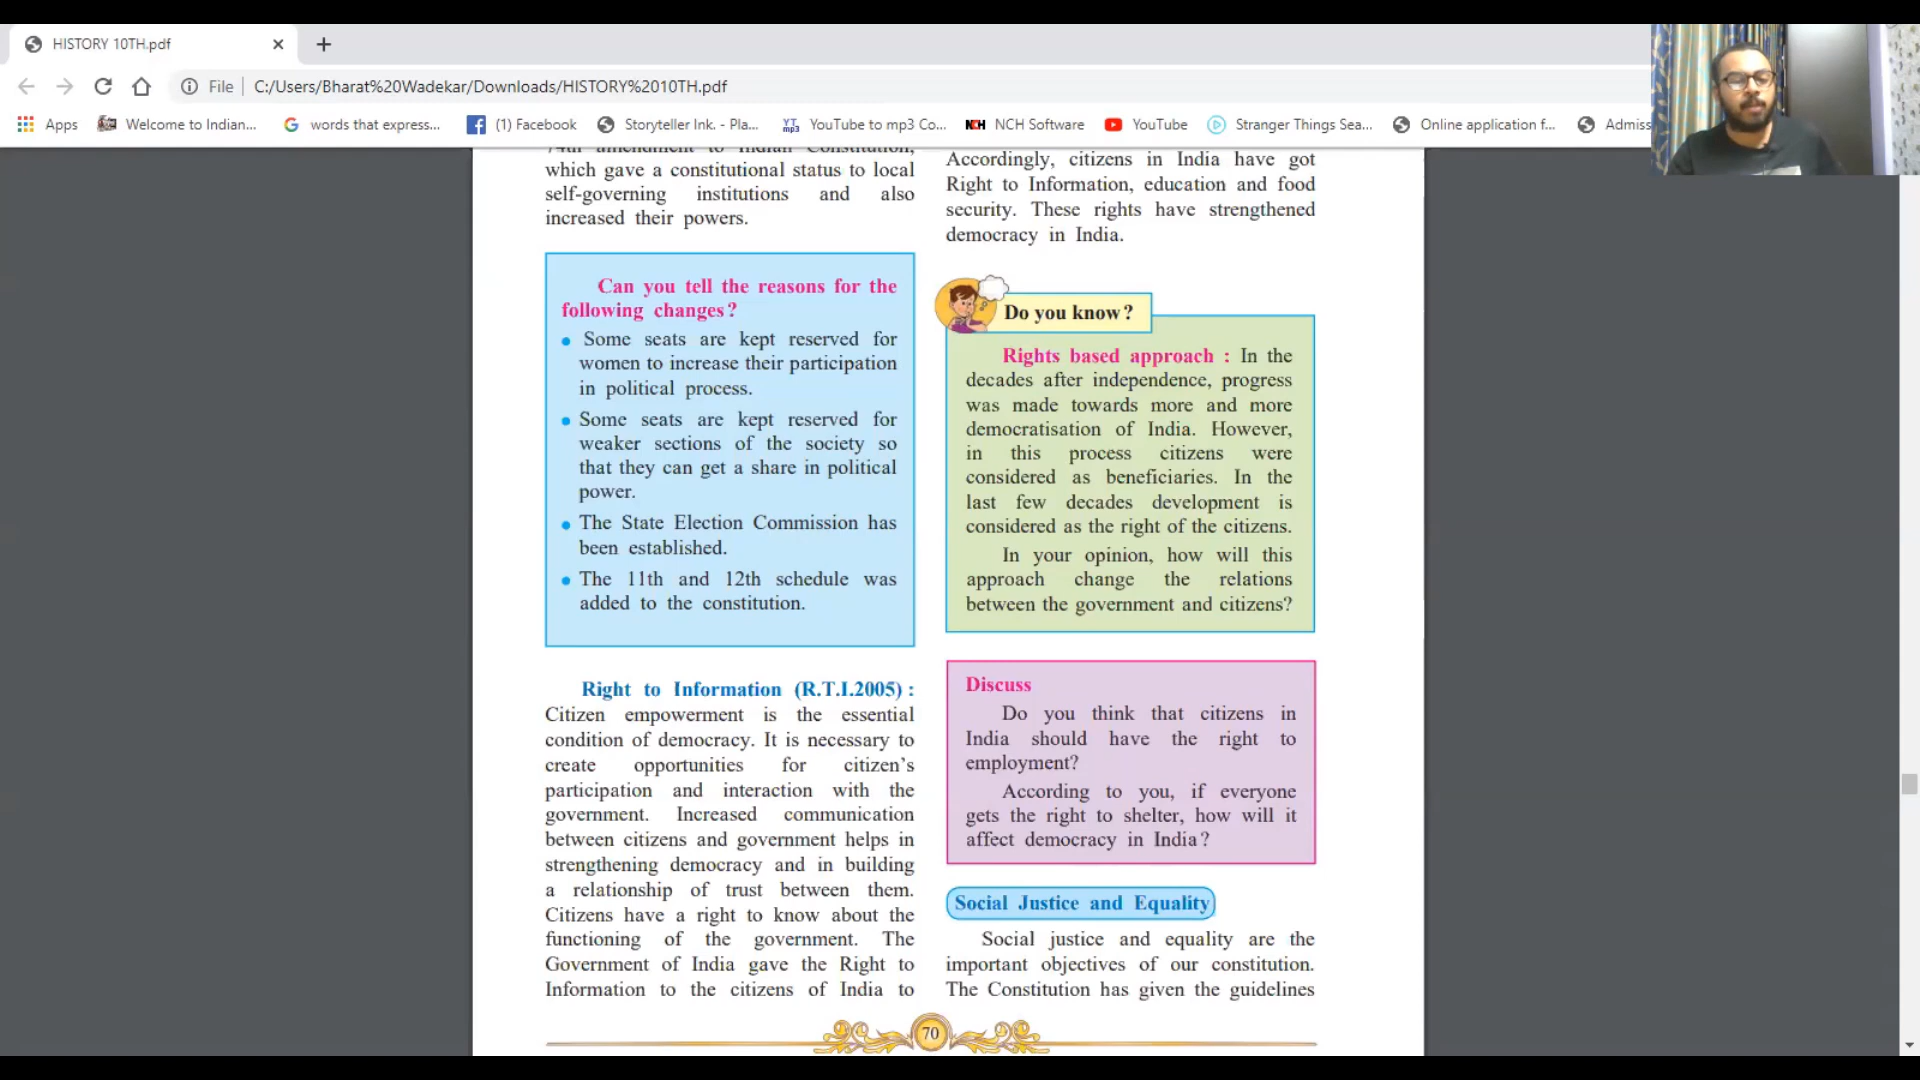 HISTORY 10TH.pdf
File
C:/Users/Bharat%20Wadekar/Downloads/HISTORY%2010TH.pdf
Apps
Welcome to Indian...
words that express...
(1) Facebook
Storyteller Ink. - Pla...
YT mp3
YouTube to mp3 Co...
NCH
NCH Software
YouTube
Stranger Things Sea...
Online application f...
Admiss
74th amendment to Indian Constitution,
which gave a constitutional status to local
self-governing institutions and also
increased their powers.
Can you tell the reasons for the
following changes?
• Some seats are kept reserved for
women to increase their participation
in political process.
• Some seats are kept reserved for
weaker sections of the society so
that they can get a share in political
power.
• The State Election Commission has
been established.
• The 11th and 12th schedule was
added to the constitution.
Right to Information (R.T.I.2005) :
Citizen empowerment is the essential
condition of democracy. It is necessary to
create opportunities for citizen's
participation and interaction with the
government. Increased communication
between citizens and government helps in
strengthening democracy and in building
a relationship of trust between them.
Citizens have a right to know about the
functioning of the government. The
Government of India gave the Right to
Information to the citizens of India to
Accordingly, citizens in India have got
Right to Information, education and food
security. These rights have strengthened
democracy in India.
Do you know?
Rights based approach : In the
decades after independence, progress
was made towards more and more
democratisation of India. However,
in this process citizens were
considered as beneficiaries. In the
last few decades development is
considered as the right of the citizens.
In your opinion, how will this
approach change the relations
between the government and citizens?
Discuss
Do you think that citizens in
India should have the right to
employment?
According to you, if everyone
gets the right to shelter, how will it
affect democracy in India?
Social Justice and Equality
Social justice and equality are the
important objectives of our constitution.
The Constitution has given the guidelines
70